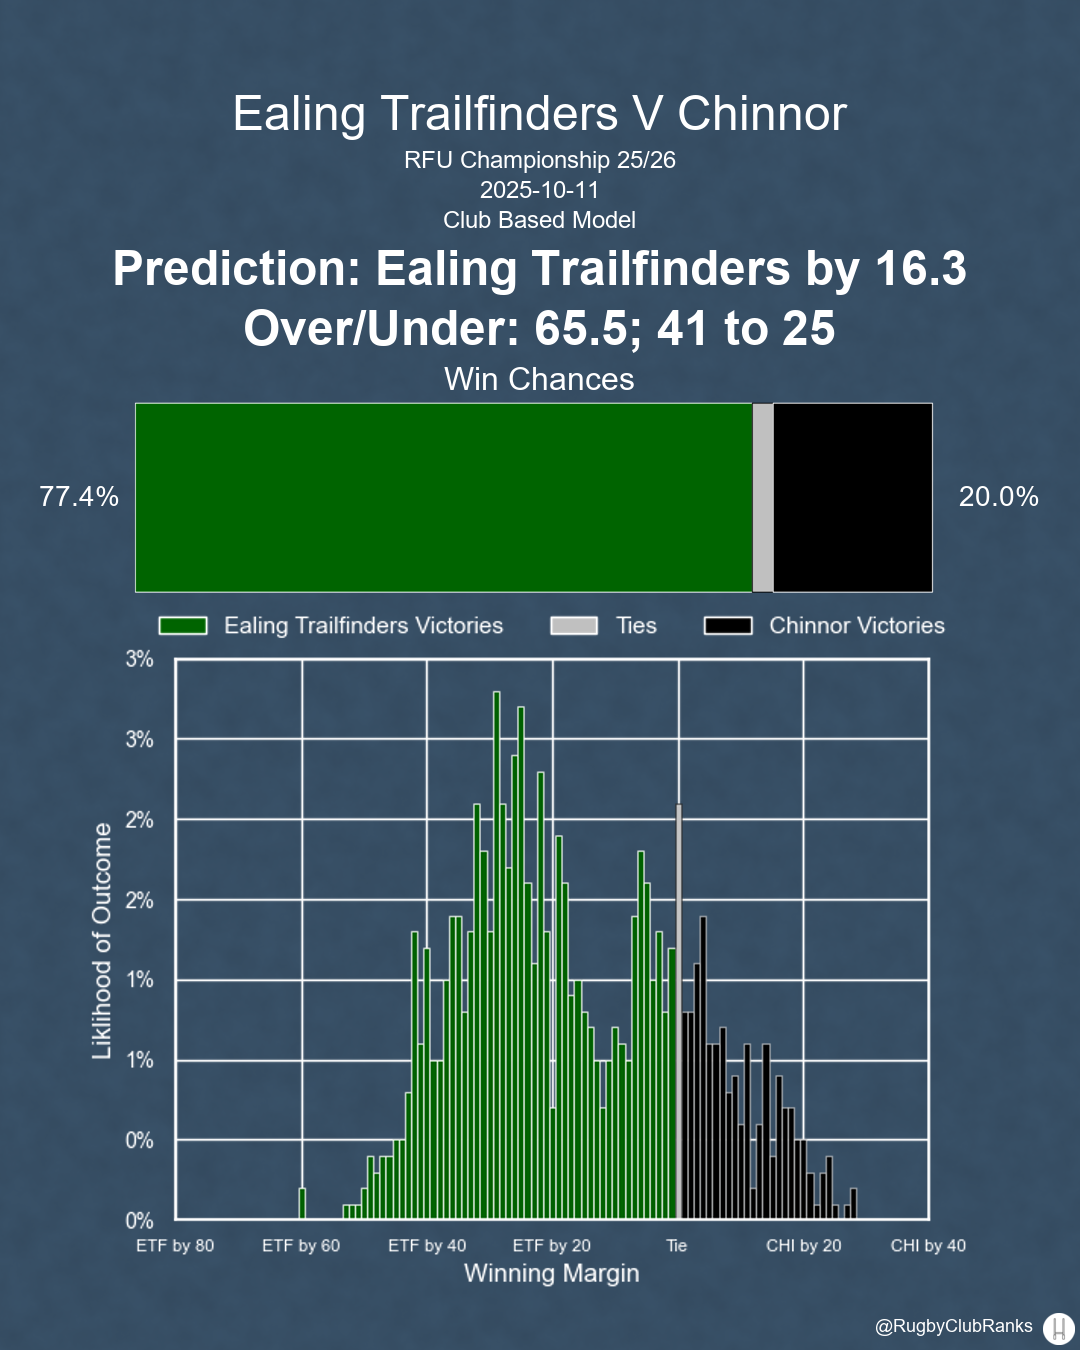 Ealing Trailfinders V Chinnor
RFU Championship 25/26
2025-10-11
Club Based Model
Prediction: Ealing Trailfinders by 16.3
Over/Under: 65.5; 41 to 25
Win Chances
77.4%
20.0%
Ealing Trailfinders Victories
Ties
Chinnor Victories
3%
3%
2%
2%
1%
1%
0%
0%
Liklihood of Outcome
ETF by 80
ETF by 60
ETF by 40
ETF by 20
Tie
CHI by 20
CHI by 40
Winning Margin
@RugbyClubRanks